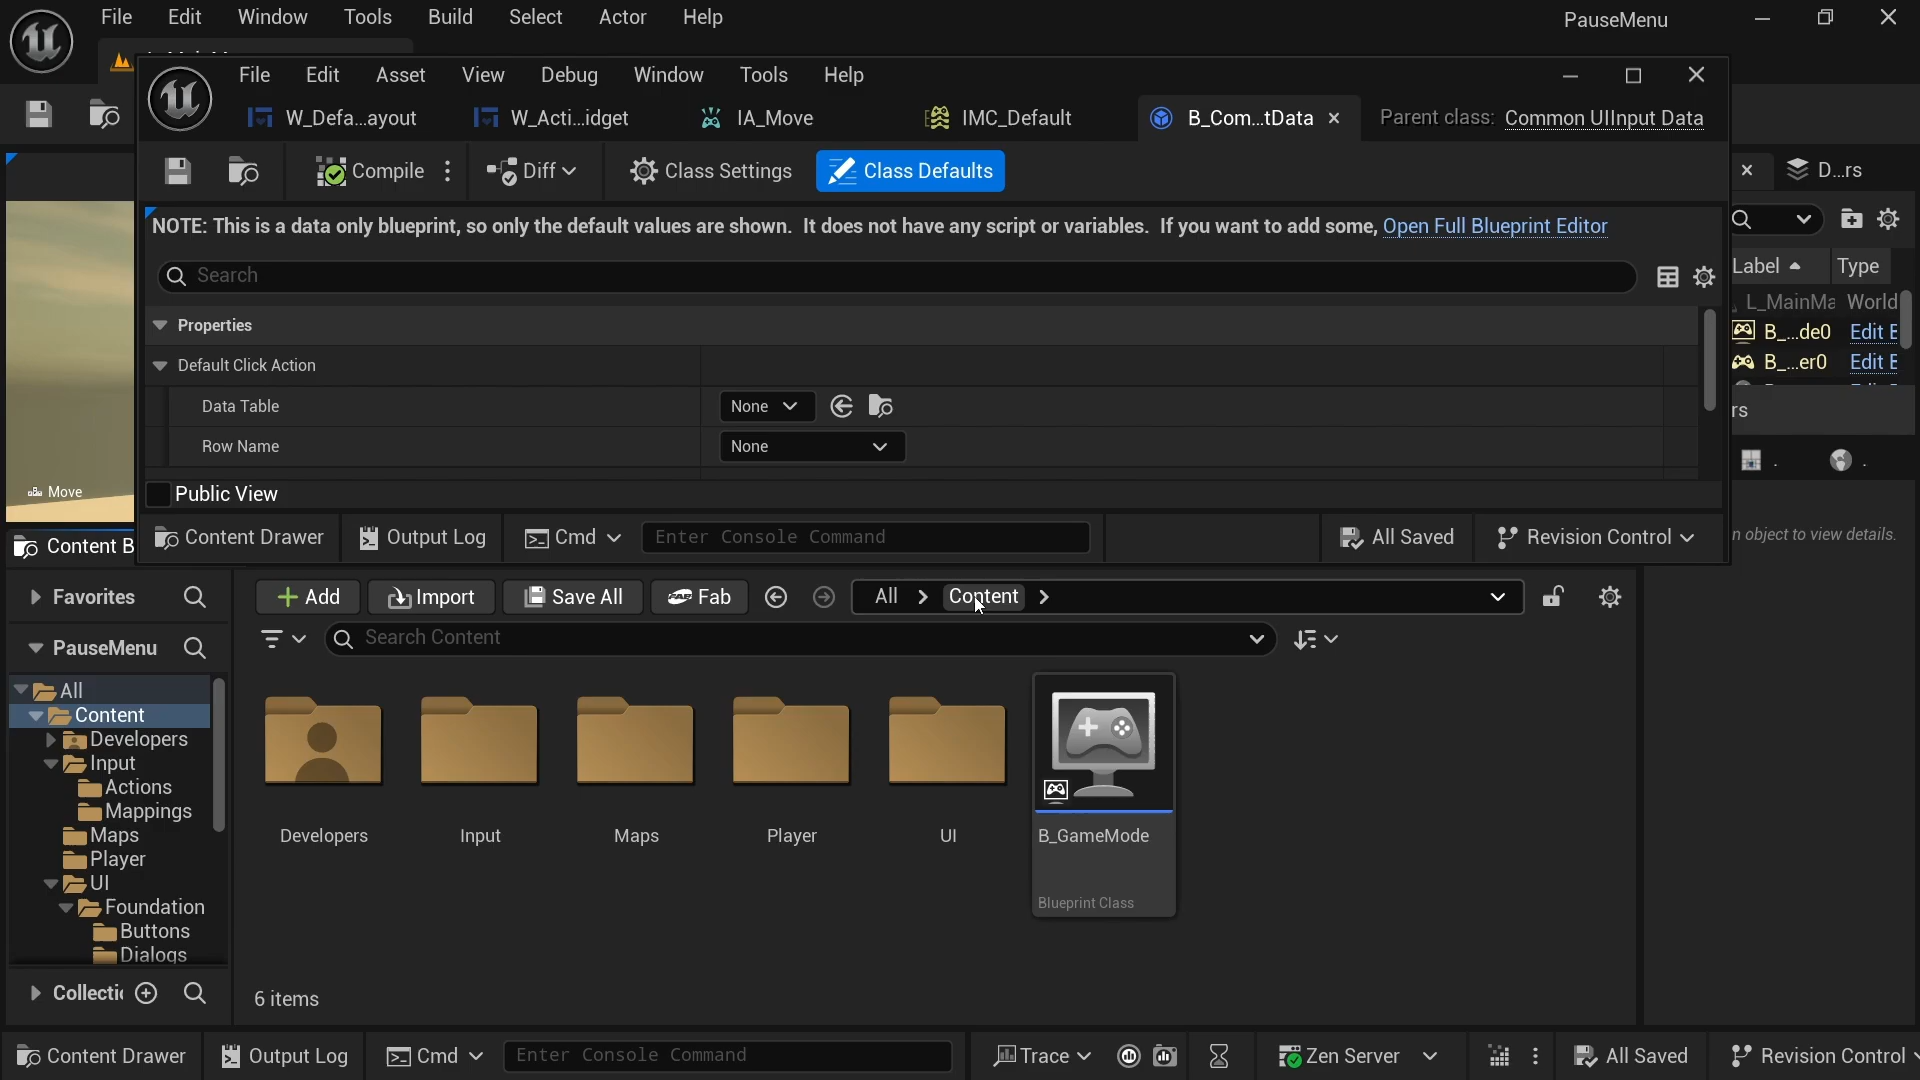 File Edit Window Tools Build Select Actor Help PauseMenu
File Edit Asset View Debug Window Tools Help
W_Defa...ayout W_Acti...idget IA_Move IMC_Default B_Com...tData Parent class: Common UIInput Data
Compile Diff Class Settings Class Defaults
D...rs
NOTE: This is a data only blueprint, so only the default values are shown. It does not have any script or variables. If you want to add some, Open Full Blueprint Editor
Search
Label Type
Properties
L_MainMa World
B_...de0 Edit B
Default Click Action
B_...er0 Edit B
Data Table None
rs
Row Name None
Move
Public View
Content Drawer Output Log Cmd Enter Console Command All Saved Revision Control
n object to view details.
Content B
Favorites
Add Import Save All Fab All Content
PauseMenu
Search Content
All
Content
Developers
Input
Actions
Mappings
Maps
Player
UI
Foundation
Buttons
Dialogs
Developers Input Maps Player UI B_GameMode
Blueprint Class
Collecti
6 items
Content Drawer Output Log Cmd Enter Console Command Trace Zen Server All Saved Revision Control